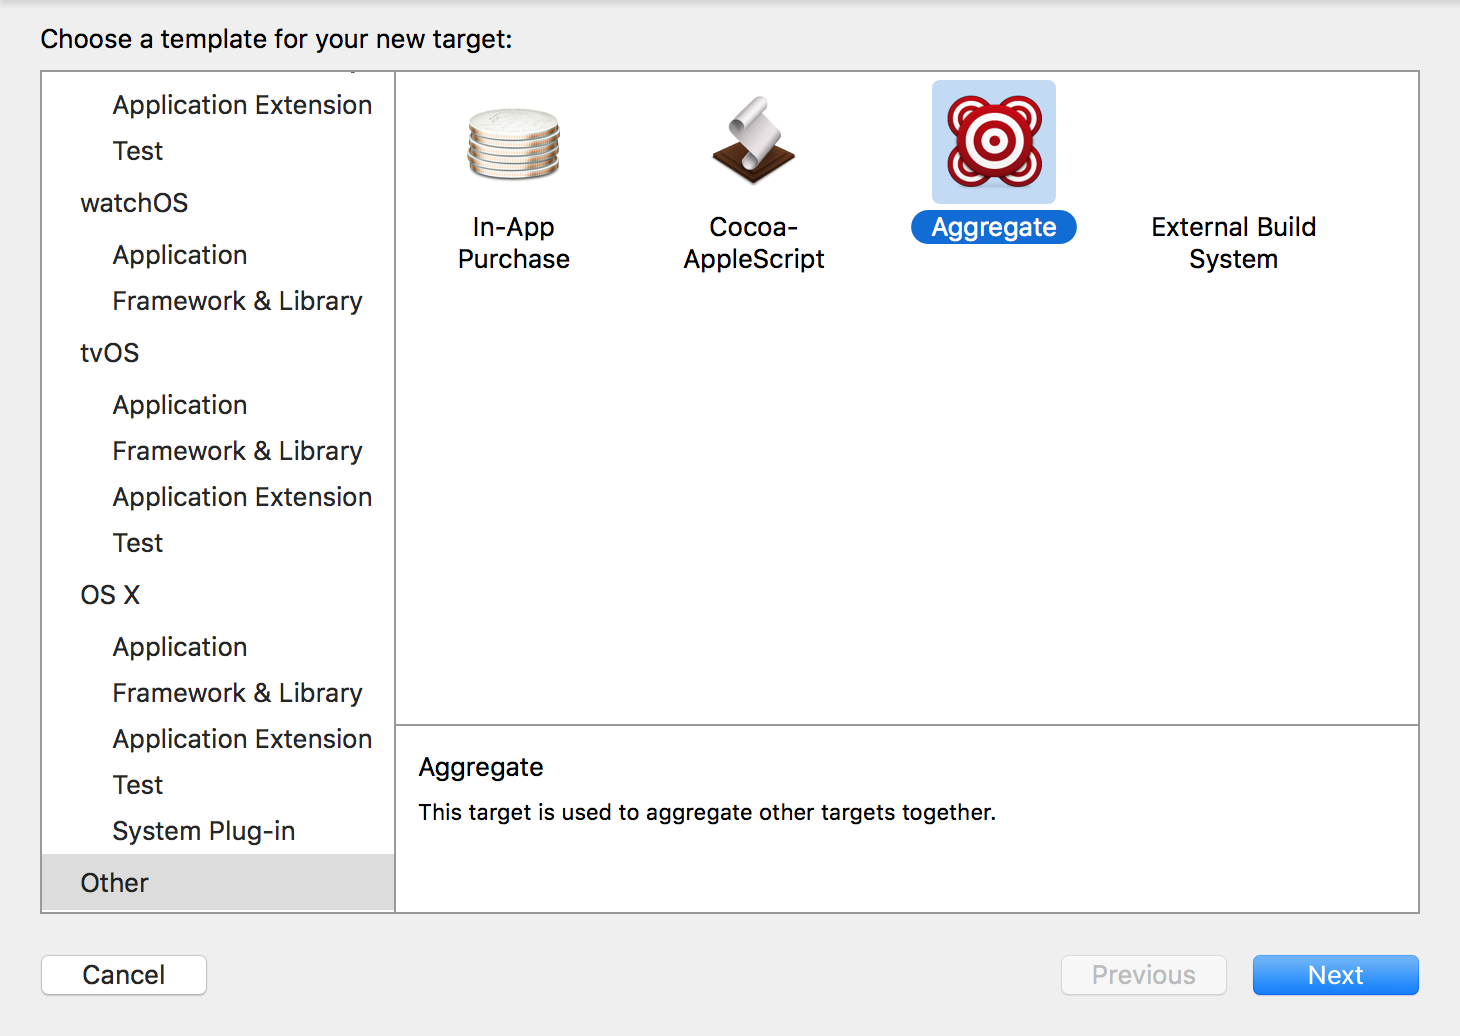 Choose a template for your new target:
Application Extension
Test
watchOS
Application
Framework & Library
tvOS
Application
Framework & Library
Application Extension
Test
OS X
Application
Framework & Library
Application Extension
Test
System Plug-in
Other
In-App
Purchase
Cocoa-
AppleScript
Aggregate
External Build
System
Aggregate
This target is used to aggregate other targets together.
Cancel
Previous
Next